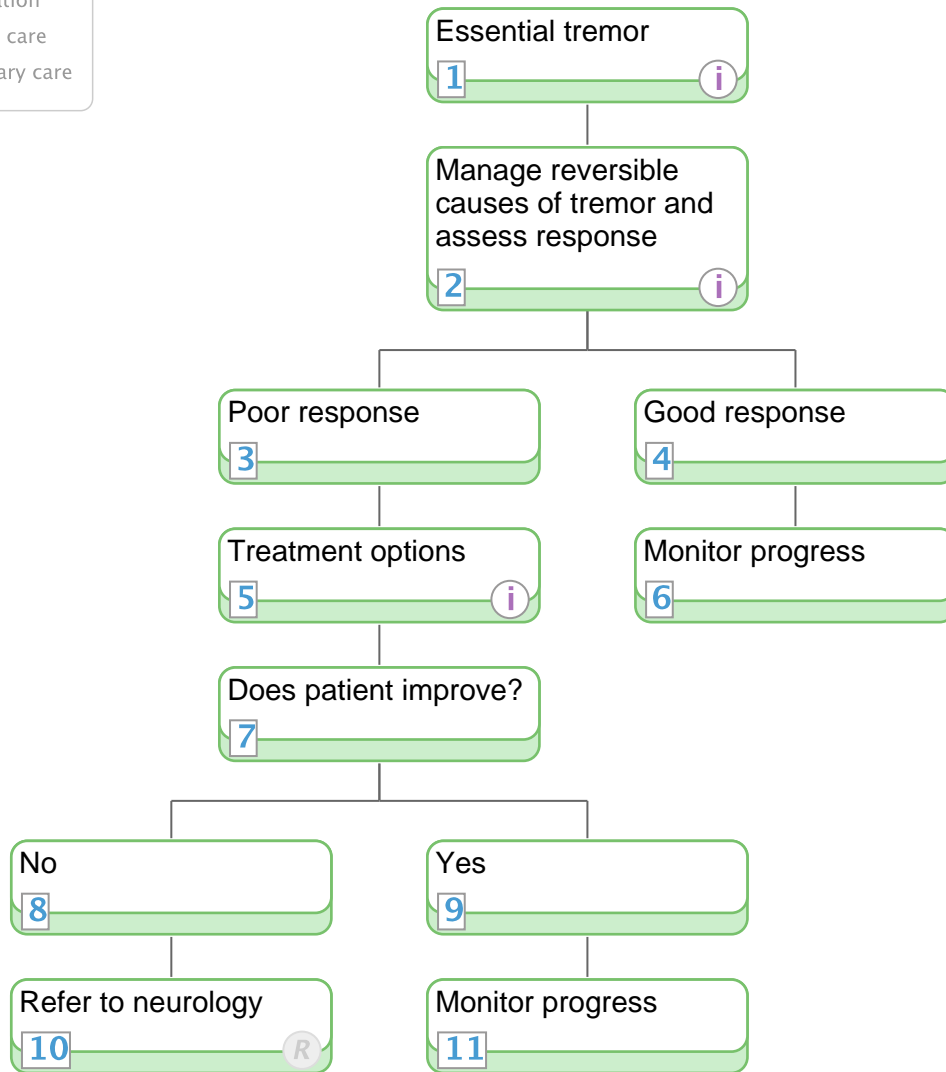 care
care
Essential tremor
1
i
Manage reversible
causes of tremor and
assess response
2
i
Poor response
3
Good response
4
Treatment options
5
i
Monitor progress
6
Does patient improve?
7
No
8
Yes
9
Refer to neurology
10
R
Monitor progress
11